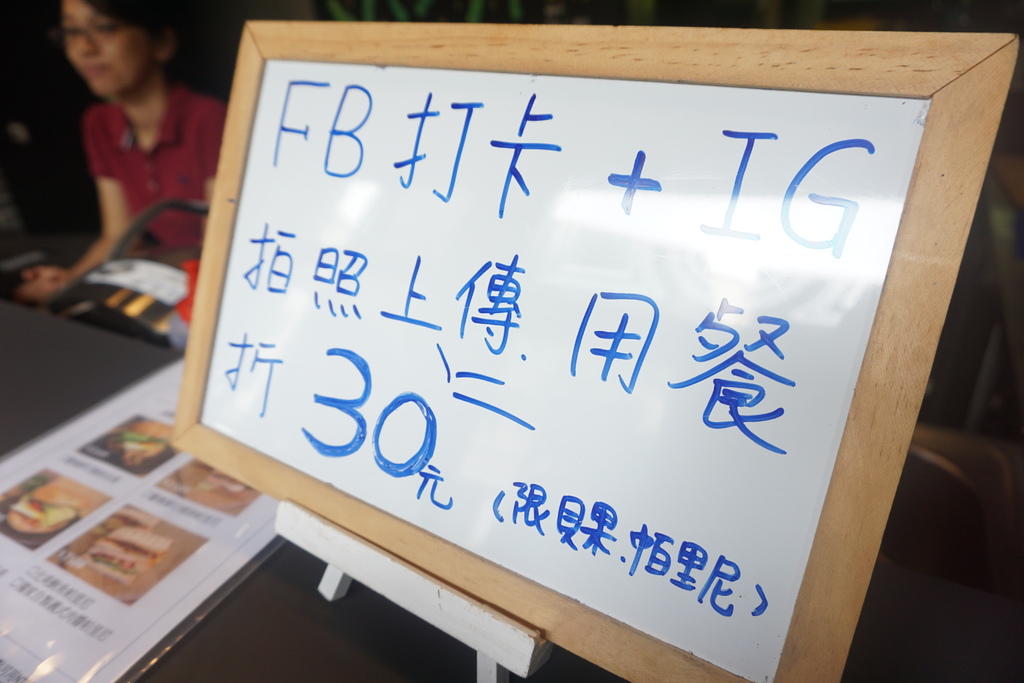 FB 打卡 + IG
拍照上傳. 用餐
折 30元
(限貝果、帕里尼)